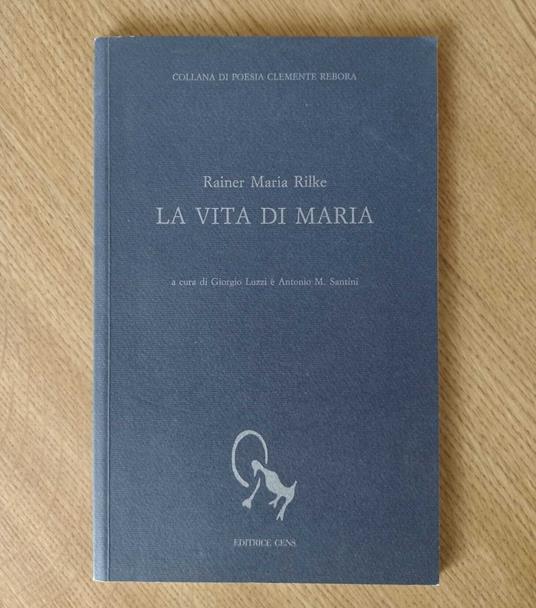 COLLANA DI POESIA CLEMENTE REBORA
Rainer Maria Rilke
LA VITA DI MARIA
a cura di Giorgio Luzzi e Antonio M. Santini
EDITRICE CENS